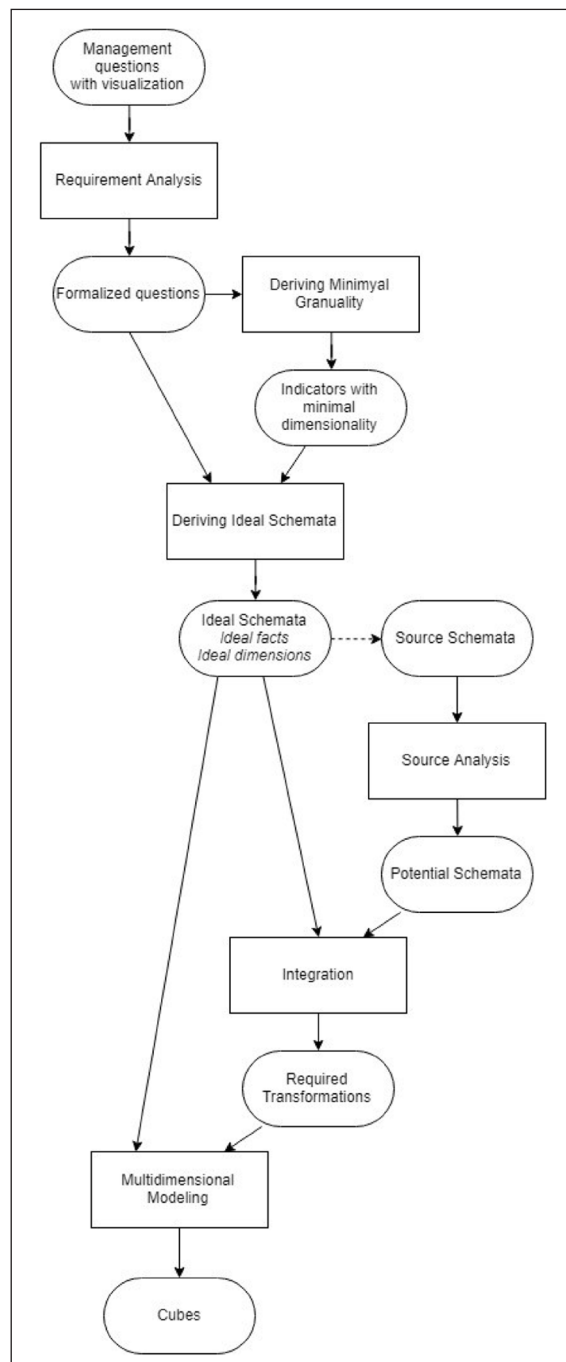 Management
questions
with visualization
Requirement Analysis
Formalized questions
Deriving Minimyal
Granuality
Indicators with
minimal
dimensionality
Deriving Ideal Schemata
Ideal Schemata
Ideal facts
Ideal dimensions
Source Schemata
Source Analysis
Potential Schemata
Integration
Required
Transformations
Multidimensional
Modeling
Cubes